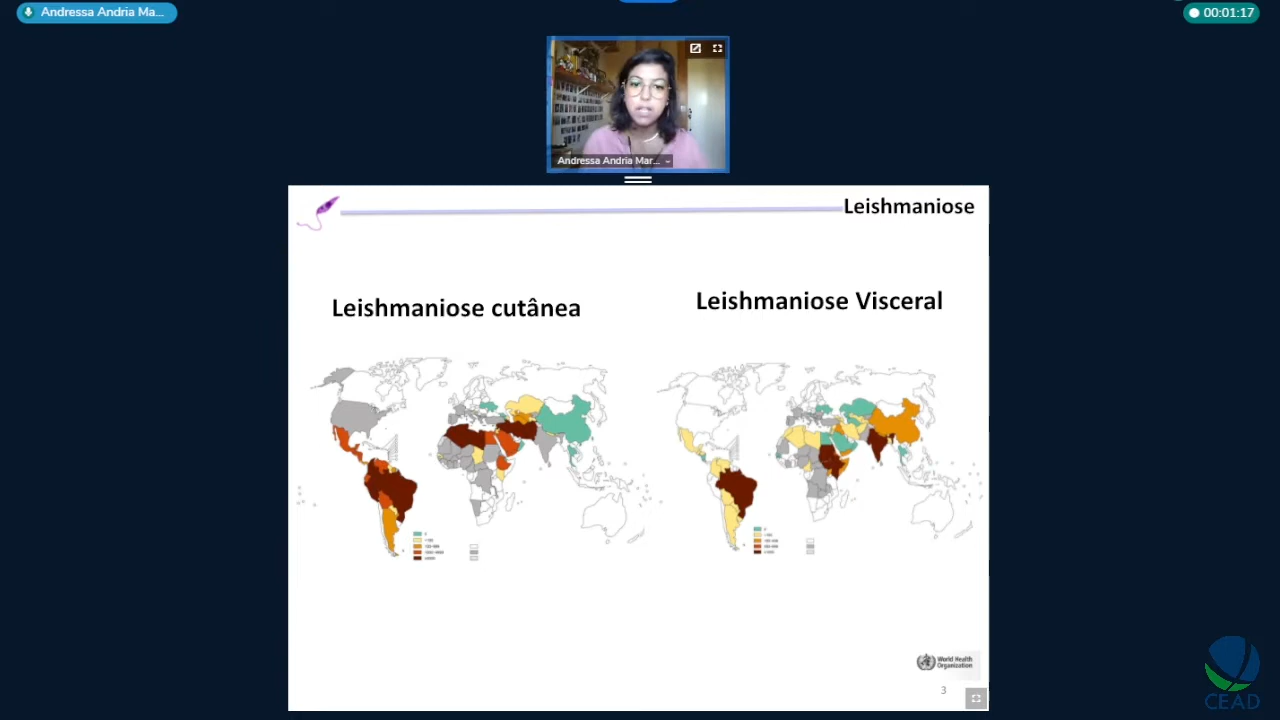 Andressa Andria Ma...
00:01:17
Andressa Andria Mar...
Leishmaniose
Leishmaniose cutânea
Leishmaniose Visceral
World Health
Organization
3
CEAD